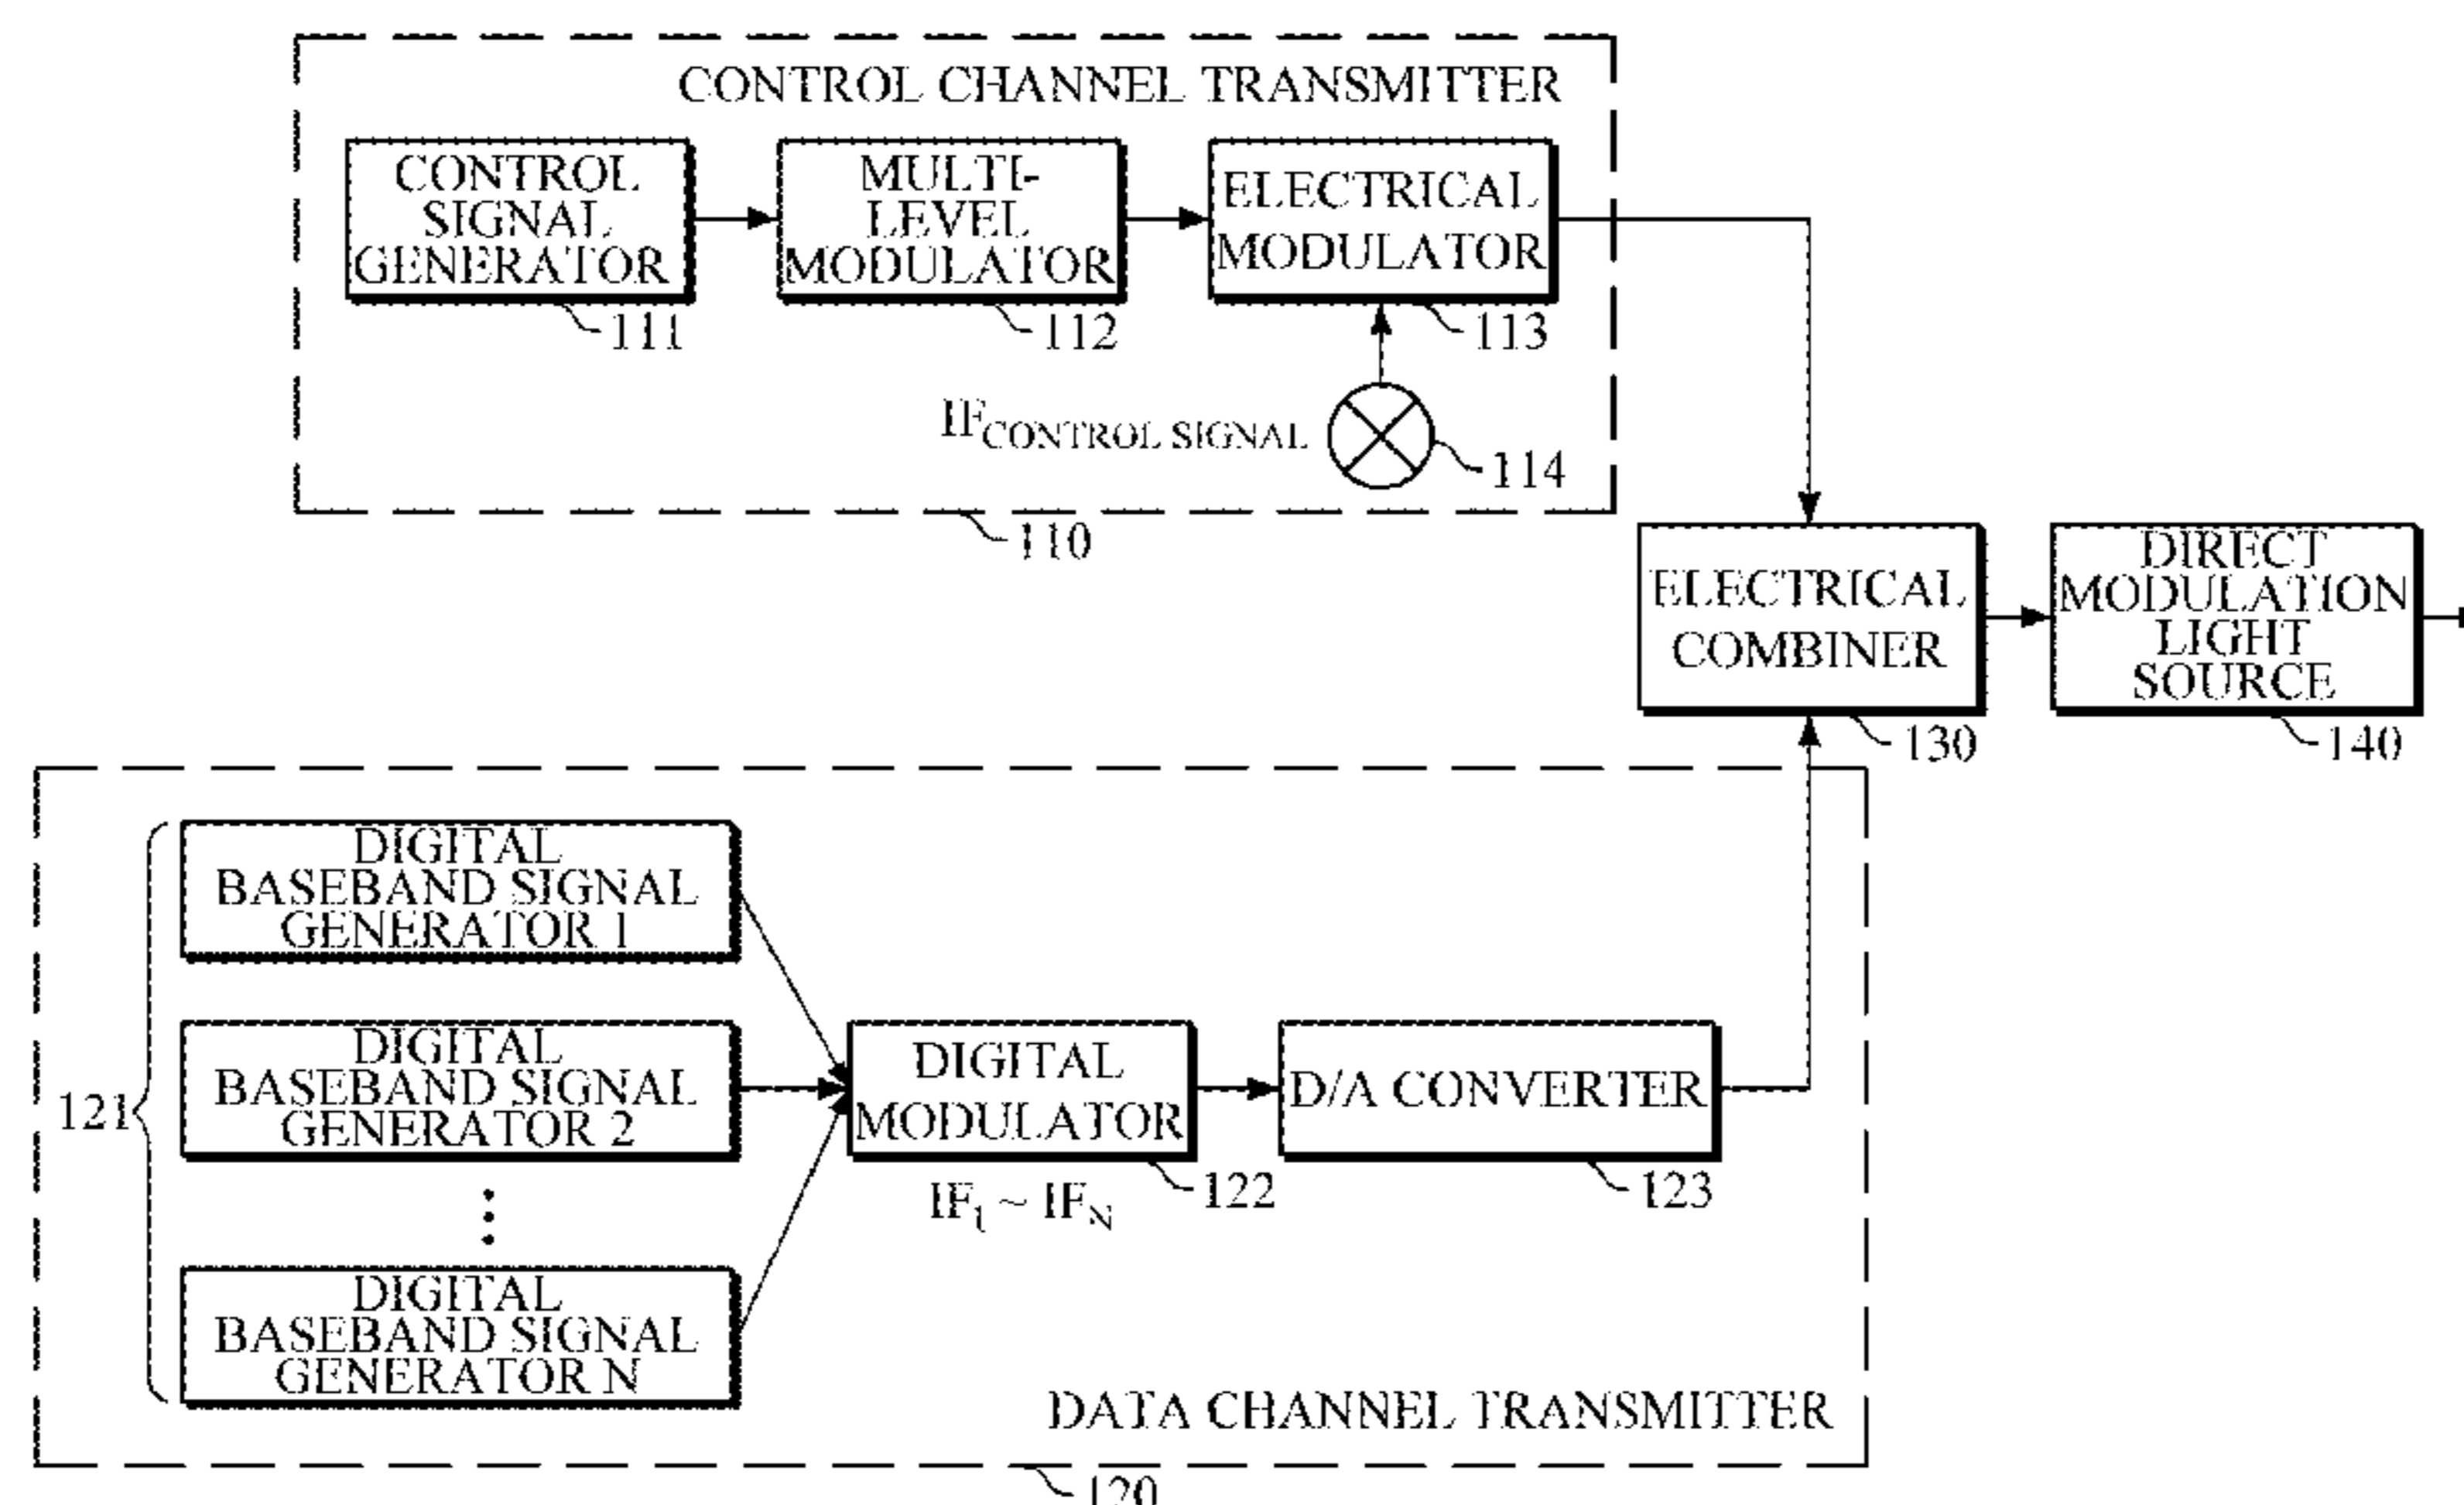 CONTROL CHANNEL TRANSMITTER
CONTROL
SIGNAL
GENERATOR
111
MULTI-
LEVEL
MODULATOR
112
ELECTRICAL
MODULATOR
113
IF CONTROL SIGNAL
114
110
ELECTRICAL
COMBINER
130
DIRECT
MODULATION
LIGHT
SOURCE
140
121
DIGITAL
BASEBAND SIGNAL
GENERATOR 1
DIGITAL
BASEBAND SIGNAL
GENERATOR 2
DIGITAL
BASEBAND SIGNAL
GENERATOR N
DIGITAL
MODULATOR
122
IF1 ~ IFN
D/A CONVERTER
123
DATA CHANNEL TRANSMITTER
120